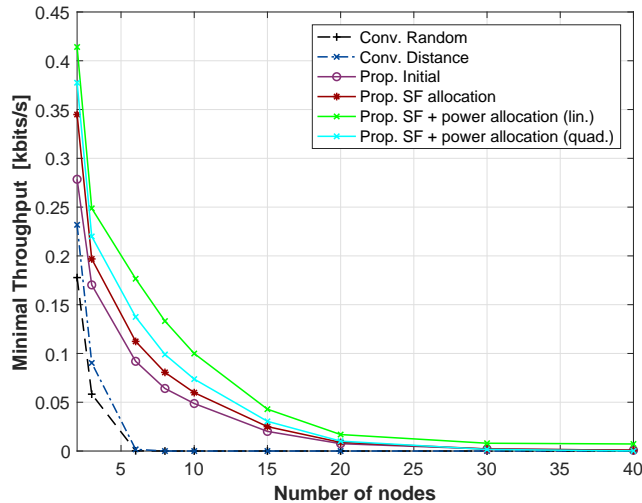 0.45
0.4
0.35
0.3
0.25
0.2
0.15
0.1
0.05
0
Minimal Throughput [kbits/s]
Conv. Random
Conv. Distance
Prop. Initial
Prop. SF allocation
Prop. SF + power allocation (lin.)
Prop. SF + power allocation (quad.)
5 10 15 20 25 30 35 40
Number of nodes